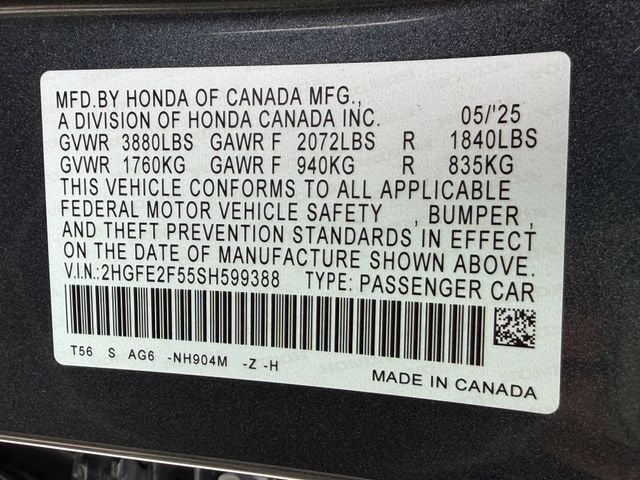 MFD.BY HONDA OF CANADA MFG.,
A DIVISION OF HONDA CANADA INC. 05/'25
GVWR 3880LBS GAWR F 2072LBS R 1840LBS
GVWR 1760KG GAWR F 940KG R 835KG
THIS VEHICLE CONFORMS TO ALL APPLICABLE
FEDERAL MOTOR VEHICLE SAFETY , BUMPER ,
AND THEFT PREVENTION STANDARDS IN EFFECT
ON THE DATE OF MANUFACTURE SHOWN ABOVE.
V.I.N.:2HGFE2F55SH599388 TYPE: PASSENGER CAR
T56 S AG6 -NH904M -Z -H
MADE IN CANADA